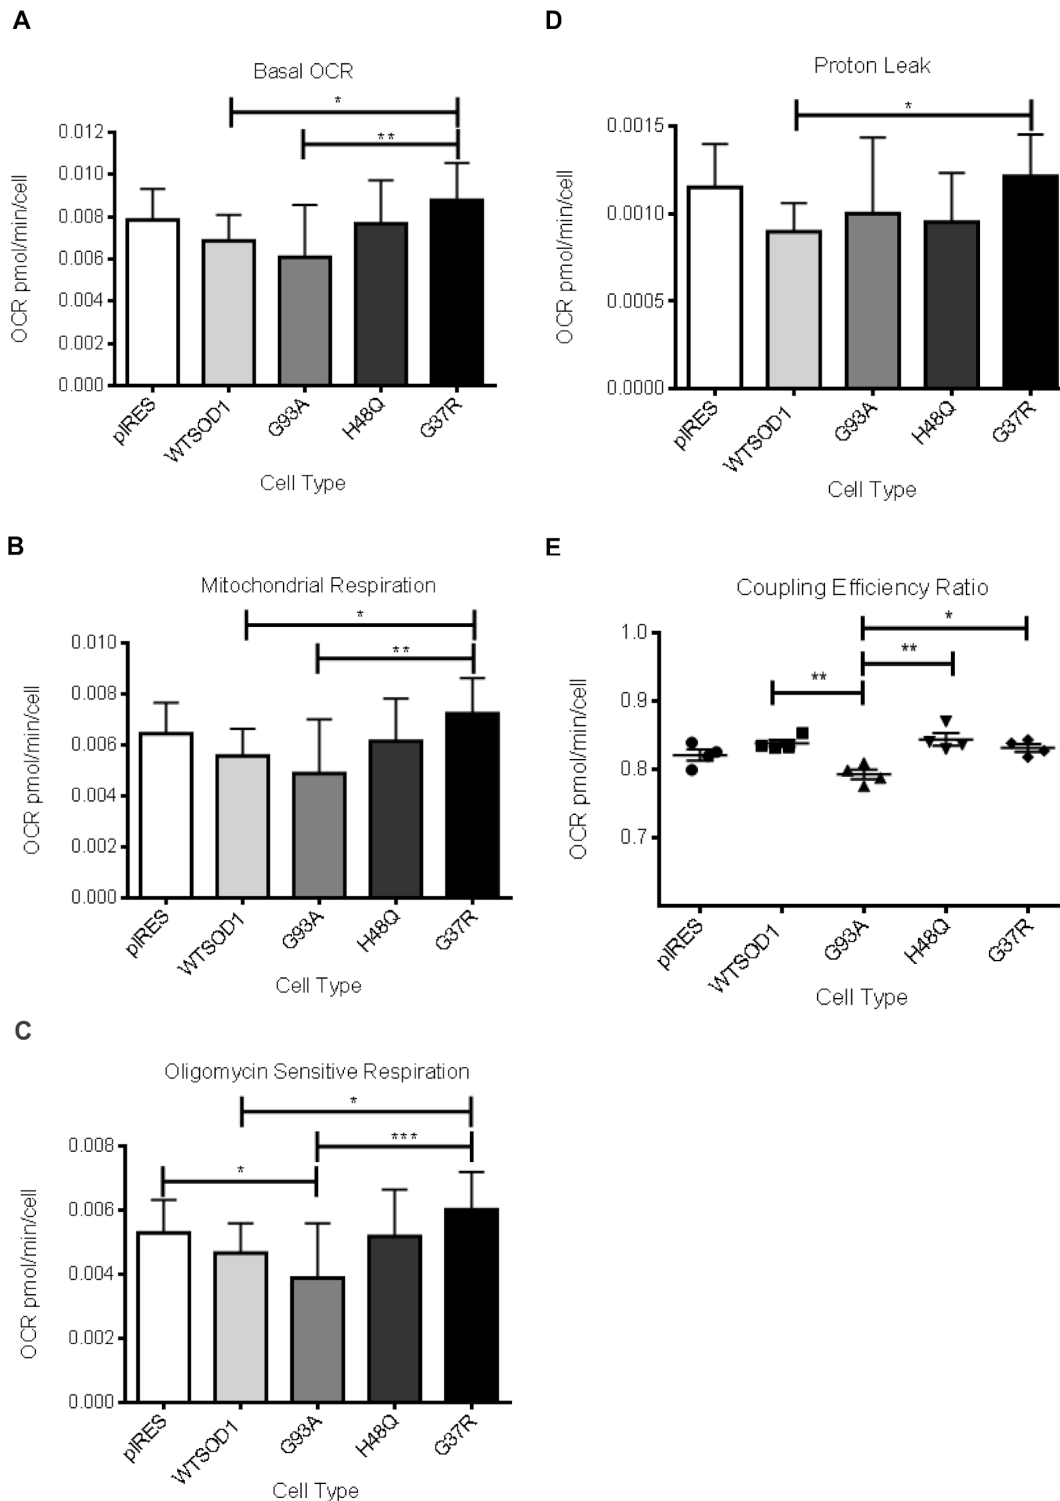 A
Basal OCR
*
**
0.012
0.010
0.008
0.006
0.004
0.002
0.000
OCR pmol/min/cell
pIRES
WTSOD1
G93A
H48Q
G37R
Cell Type
B
Mitochondrial Respiration
*
**
0.010
0.008
0.006
0.004
0.002
0.000
OCR pmol/min/cell
pIRES
WTSOD1
G93A
H48Q
G37R
Cell Type
C
Oligomycin Sensitive Respiration
*
***
*
0.008
0.006
0.004
0.002
0.000
OCR pmol/min/cell
pIRES
WTSOD1
G93A
H48Q
G37R
Cell Type
D
Proton Leak
*
0.0015
0.0010
0.0005
0.0000
OCR pmol/min/cell
pIRES
WTSOD1
G93A
H48Q
G37R
Cell Type
E
Coupling Efficiency Ratio
*
**
**
1.0
0.9
0.8
0.7
OCR pmol/min/cell
pIRES
WTSOD1
G93A
H48Q
G37R
Cell Type